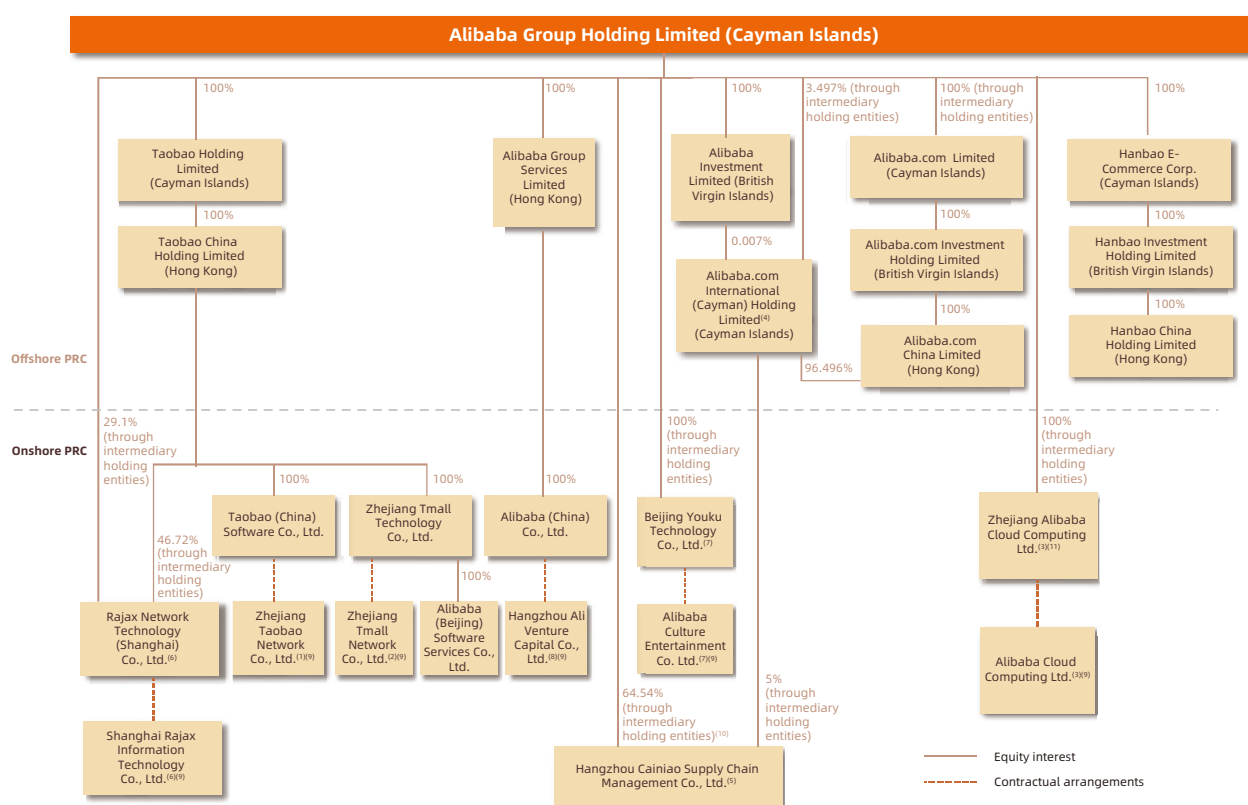 Alibaba Group Holding Limited (Cayman Islands)
100%
100%
100%
3.497% (through
intermediary
holding entities)
100% (through
intermediary
holding entities)
100%
Taobao Holding
Limited
(Cayman Islands)
Alibaba Group
Services
Limited
(Hong Kong)
Alibaba
Investment
Limited (British
Virgin Islands)
Alibaba.com Limited
(Cayman Islands)
Hanbao E-
Commerce Corp.
(Cayman Islands)
100%
100%
100%
Taobao China
Holding Limited
(Hong Kong)
0.007%
Alibaba.com Investment
Holding Limited
(British Virgin Islands)
Hanbao Investment
Holding Limited
(British Virgin Islands)
Alibaba.com
International
(Cayman) Holding
Limited(4)
(Cayman Islands)
100%
100%
Alibaba.com
China Limited
(Hong Kong)
Hanbao China
Holding Limited
(Hong Kong)
Offshore PRC
96.496%
Onshore PRC
29.1%
(through
intermediary
holding
entities)
100%
(through
intermediary
holding
entities)
100%
(through
intermediary
holding
entities)
100%
100%
100%
Taobao (China)
Software Co., Ltd.
Zhejiang Tmall
Technology
Co., Ltd.
Alibaba (China)
Co., Ltd.
Beijing Youku
Technology
Co., Ltd.(7)
Zhejiang Alibaba
Cloud Computing
Ltd.(3)(11)
46.72%
(through
intermediary
holding
entities)
100%
Rajax Network
Technology
(Shanghai)
Co., Ltd.(6)
Zhejiang
Taobao
Network
Co., Ltd.(1)(9)
Zhejiang
Tmall
Network
Co., Ltd.(2)(9)
Alibaba
(Beijing)
Software
Services Co.,
Ltd.
Hangzhou Ali
Venture
Capital Co.,
Ltd.(8)(9)
Alibaba
Culture
Entertainment
Co. Ltd.(7)(9)
Alibaba Cloud
Computing Ltd.(3)(9)
64.54%
(through
intermediary
holding entities)(10)
5%
(through
intermediary
holding
entities)
Shanghai Rajax
Information
Technology
Co., Ltd.(6)(9)
Hangzhou Cainiao Supply Chain
Management Co., Ltd.(5)
Equity interest
Contractual arrangements